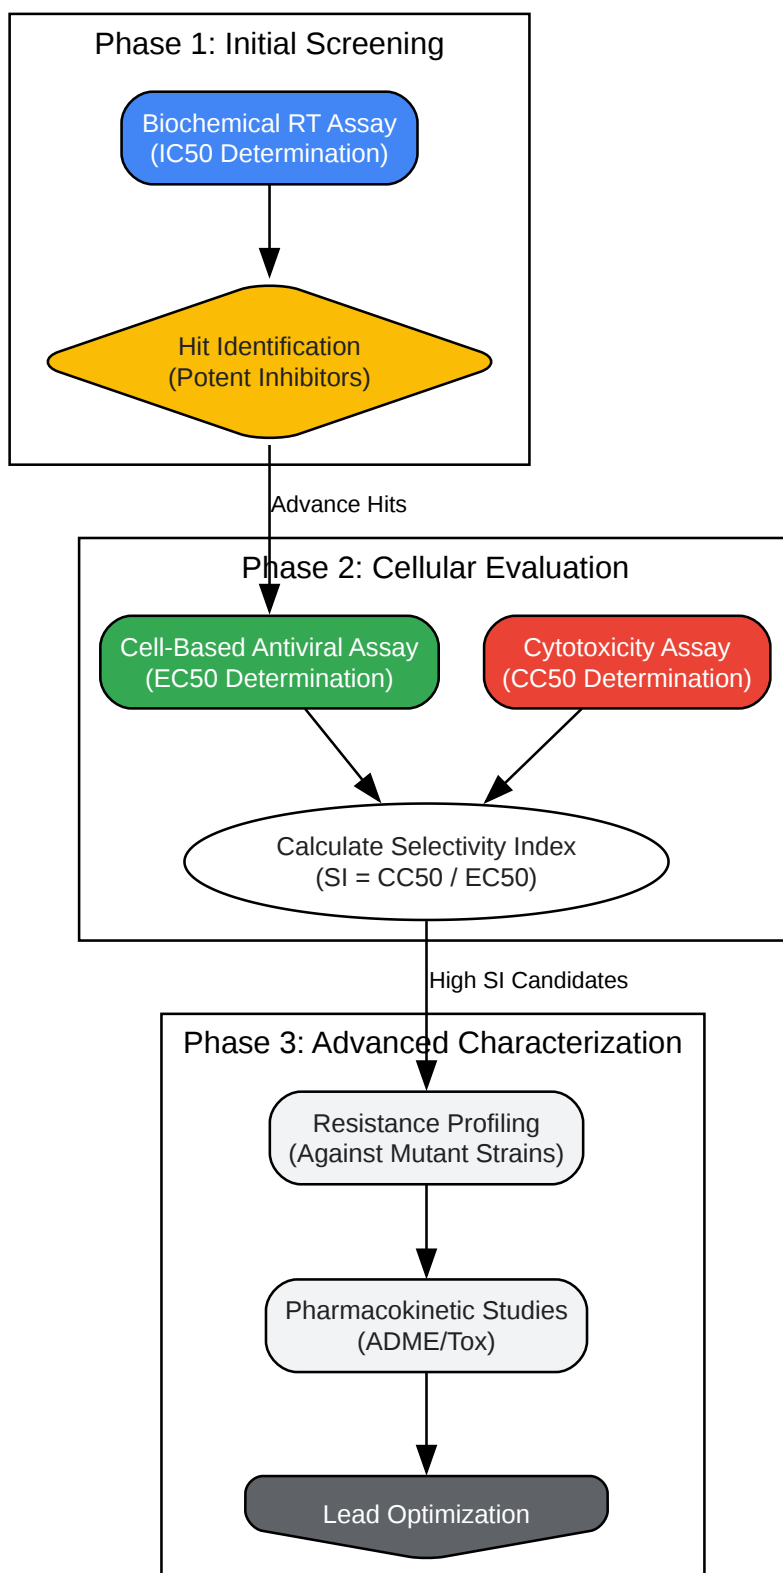 Phase 1: Initial Screening
Biochemical RT Assay
(IC50 Determination)
Hit Identification
(Potent Inhibitors)
Advance Hits
Phase 2: Cellular Evaluation
Cell-Based Antiviral Assay
(EC50 Determination)
Cytotoxicity Assay
(CC50 Determination)
Calculate Selectivity Index
(SI = CC50 / EC50)
High SI Candidates
Phase 3: Advanced Characterization
Resistance Profiling
(Against Mutant Strains)
Pharmacokinetic Studies
(ADME/Tox)
Lead Optimization